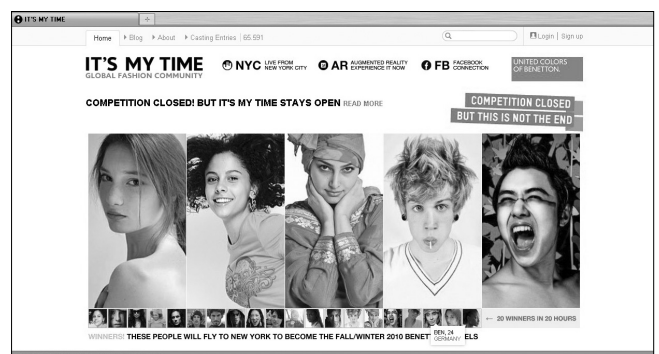 IT'S MY TIME
Home Blog About Casting Entries | 65.591 Login | Sign up
IT'S MY TIME
GLOBAL FASHION COMMUNITY
NYC LIVE FROM NEW YORK CITY
AR AUGMENTED REALITY EXPERIENCE IT NOW
FB FACEBOOK CONNECTION
UNITED COLORS
OF BENETTON.
COMPETITION CLOSED! BUT IT'S MY TIME STAYS OPEN READ MORE
COMPETITION CLOSED
BUT THIS IS NOT THE END
← 20 WINNERS IN 20 HOURS
WINNERS! THESE PEOPLE WILL FLY TO NEW YORK TO BECOME THE FALL/WINTER 2010 BENET ELS
BEN, 24
GERMANY